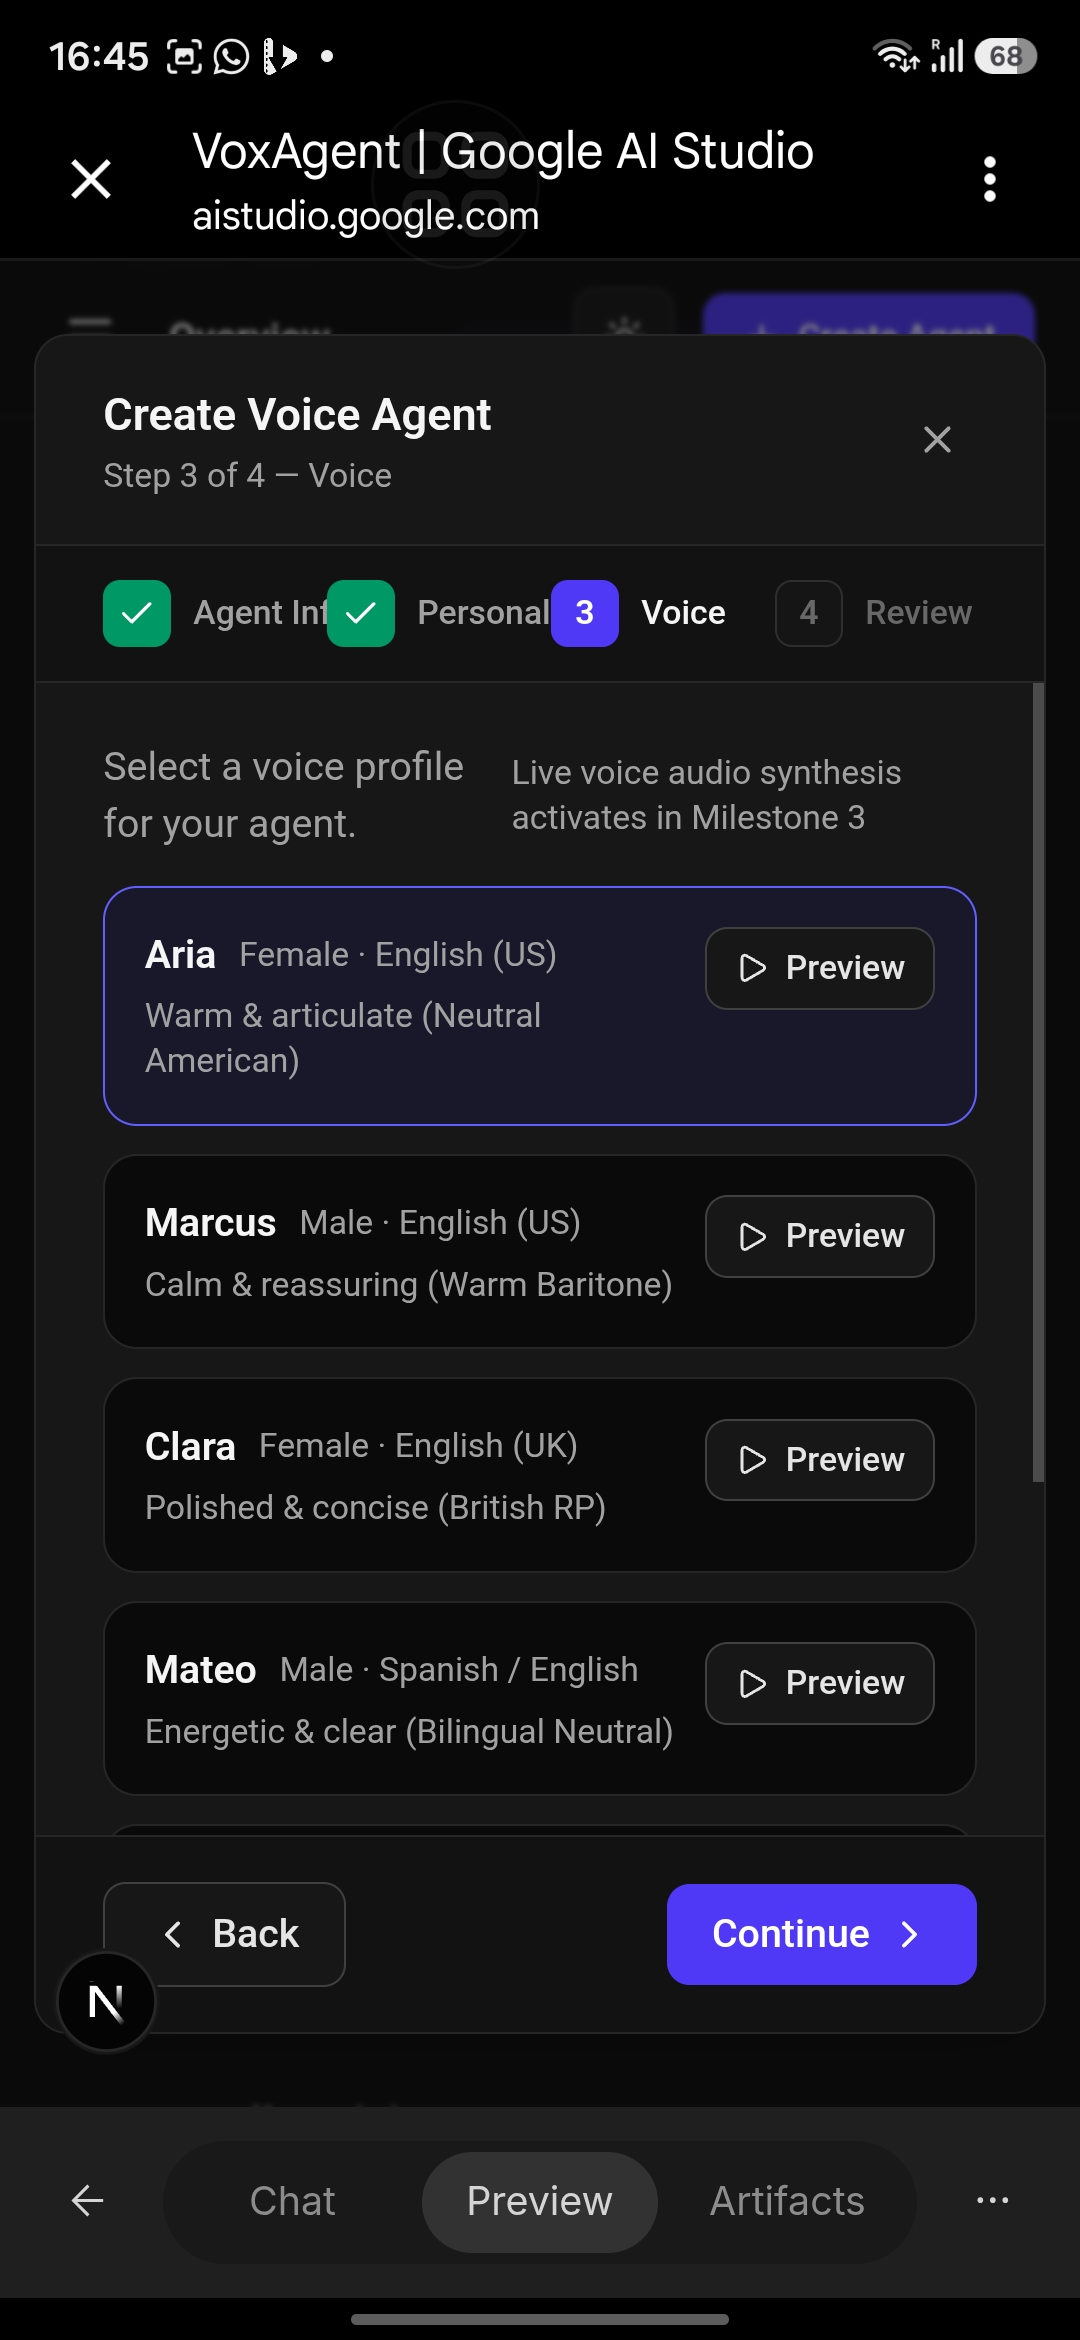 16:45
R
68
VoxAgent | Google AI Studio
aistudio.google.com
Overview
Create Agent
Create Voice Agent
Step 3 of 4 — Voice
Agent Inf
Personal
3
Voice
4
Review
Select a voice profile
for your agent.
Live voice audio synthesis
activates in Milestone 3
Aria Female · English (US)
Preview
Warm & articulate (Neutral
American)
Marcus Male · English (US)
Preview
Calm & reassuring (Warm Baritone)
Clara Female · English (UK)
Preview
Polished & concise (British RP)
Mateo Male · Spanish / English
Preview
Energetic & clear (Bilingual Neutral)
Back
Continue
N
Chat
Preview
Artifacts